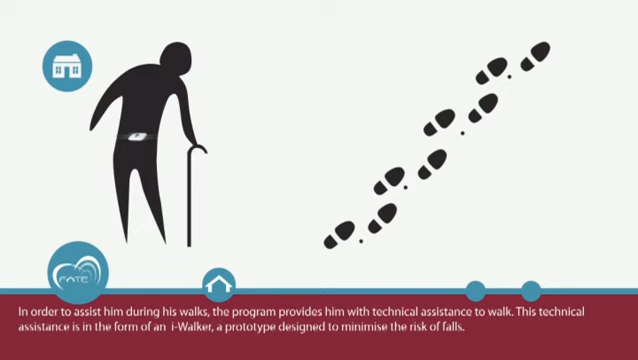 FATE
In order to assist him during his walks, the program provides him with technical assistance to walk. This technical
assistance is in the form of an i-Walker, a prototype designed to minimise the risk of falls.